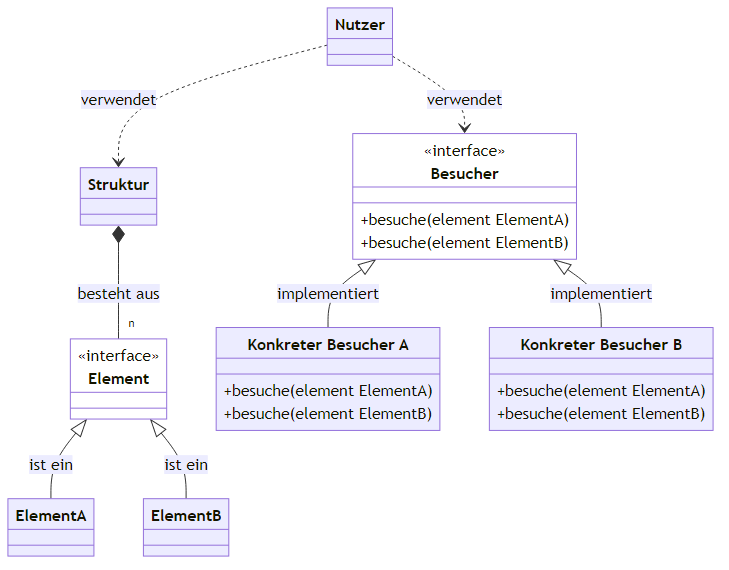 Nutzer
verwendet
verwendet
«interface»
Besucher
+besuche(element ElementA)
+besuche(element ElementB)
Struktur
besteht aus
n
implementiert
implementiert
«interface»
Element
Konkreter Besucher A
+besuche(element ElementA)
+besuche(element ElementB)
Konkreter Besucher B
+besuche(element ElementA)
+besuche(element ElementB)
ist ein
ist ein
ElementA
ElementB